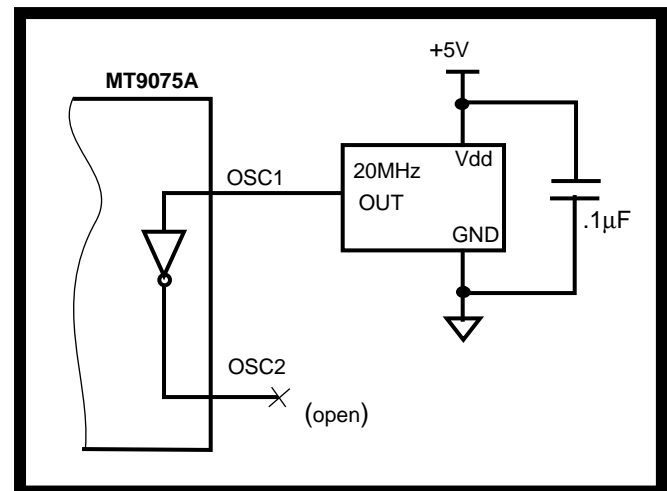 +5V
MT9075A
Vdd
20MHz
OSC1
OUT
.1µF
GND
OSC2
(open)